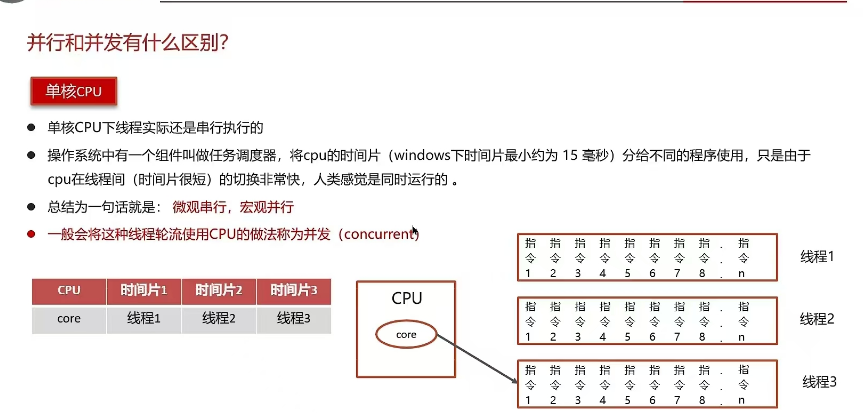 并行和并发有什么区别?
单核CPU
单核CPU下线程实际还是串行执行的
操作系统中有一个组件叫做任务调度器，将cpu的时间片（windows下时间片最小约为 15 毫秒）分给不同的程序使用，只是由于
cpu在线程间（时间片很短）的切换非常快，人类感觉是同时运行的 。
总结为一句话就是： 微观串行，宏观并行
一般会将这种线程轮流使用CPU的做法称为并发（concurrent）
CPU 时间片1 时间片2 时间片3
core 线程1 线程2 线程3
CPU
core
指 指 指 指 指 指 指 指 . 指
令 令 令 令 令 令 令 令 . 令
1 2 3 4 5 6 7 8 . n
线程1
指 指 指 指 指 指 指 指 . 指
令 令 令 令 令 令 令 令 . 令
1 2 3 4 5 6 7 8 . n
线程2
指 指 指 指 指 指 指 指 . 指
令 令 令 令 令 令 令 令 . 令
1 2 3 4 5 6 7 8 . n
线程3